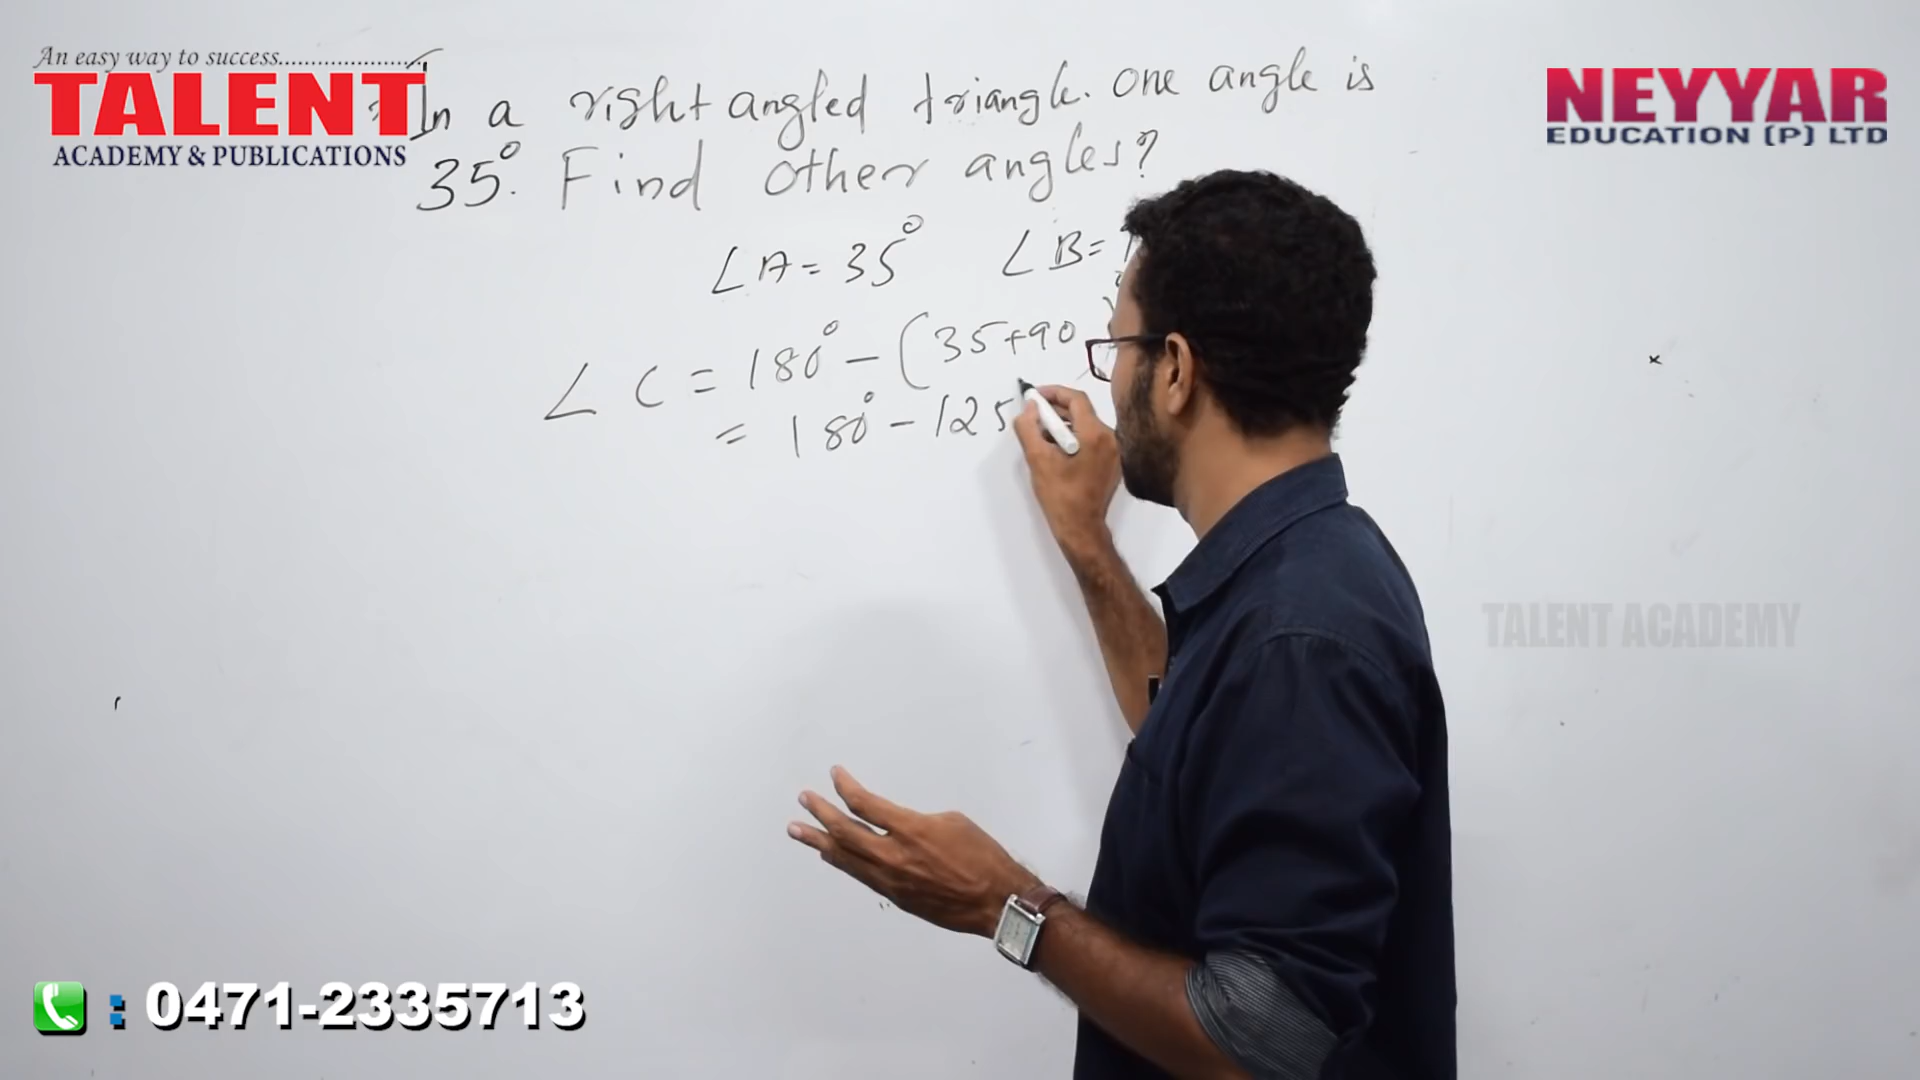 An easy way to success......................
TALENT
ACADEMY & PUBLICATIONS
NEYYAR
EDUCATION (P) LTD
In a right angled triangle. One angle is
35°. Find other angles?
∠A = 35° ∠B =
∠C = 180° - (35+90
= 180° - 125
TALENT ACADEMY
: 0471-2335713